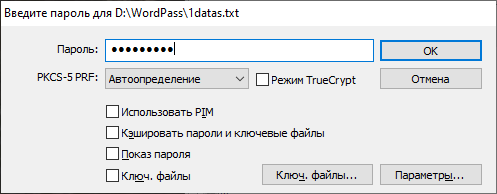 Введите пароль для D:\WordPass\1datas.txt
Пароль: ●●●●●●●●● OK
PKCS-5 PRF: Автоопределение Режим TrueCrypt Отмена
Использовать PIM
Кэшировать пароли и ключевые файлы
Показ пароля
Ключ. файлы Ключ. файлы... Параметры...